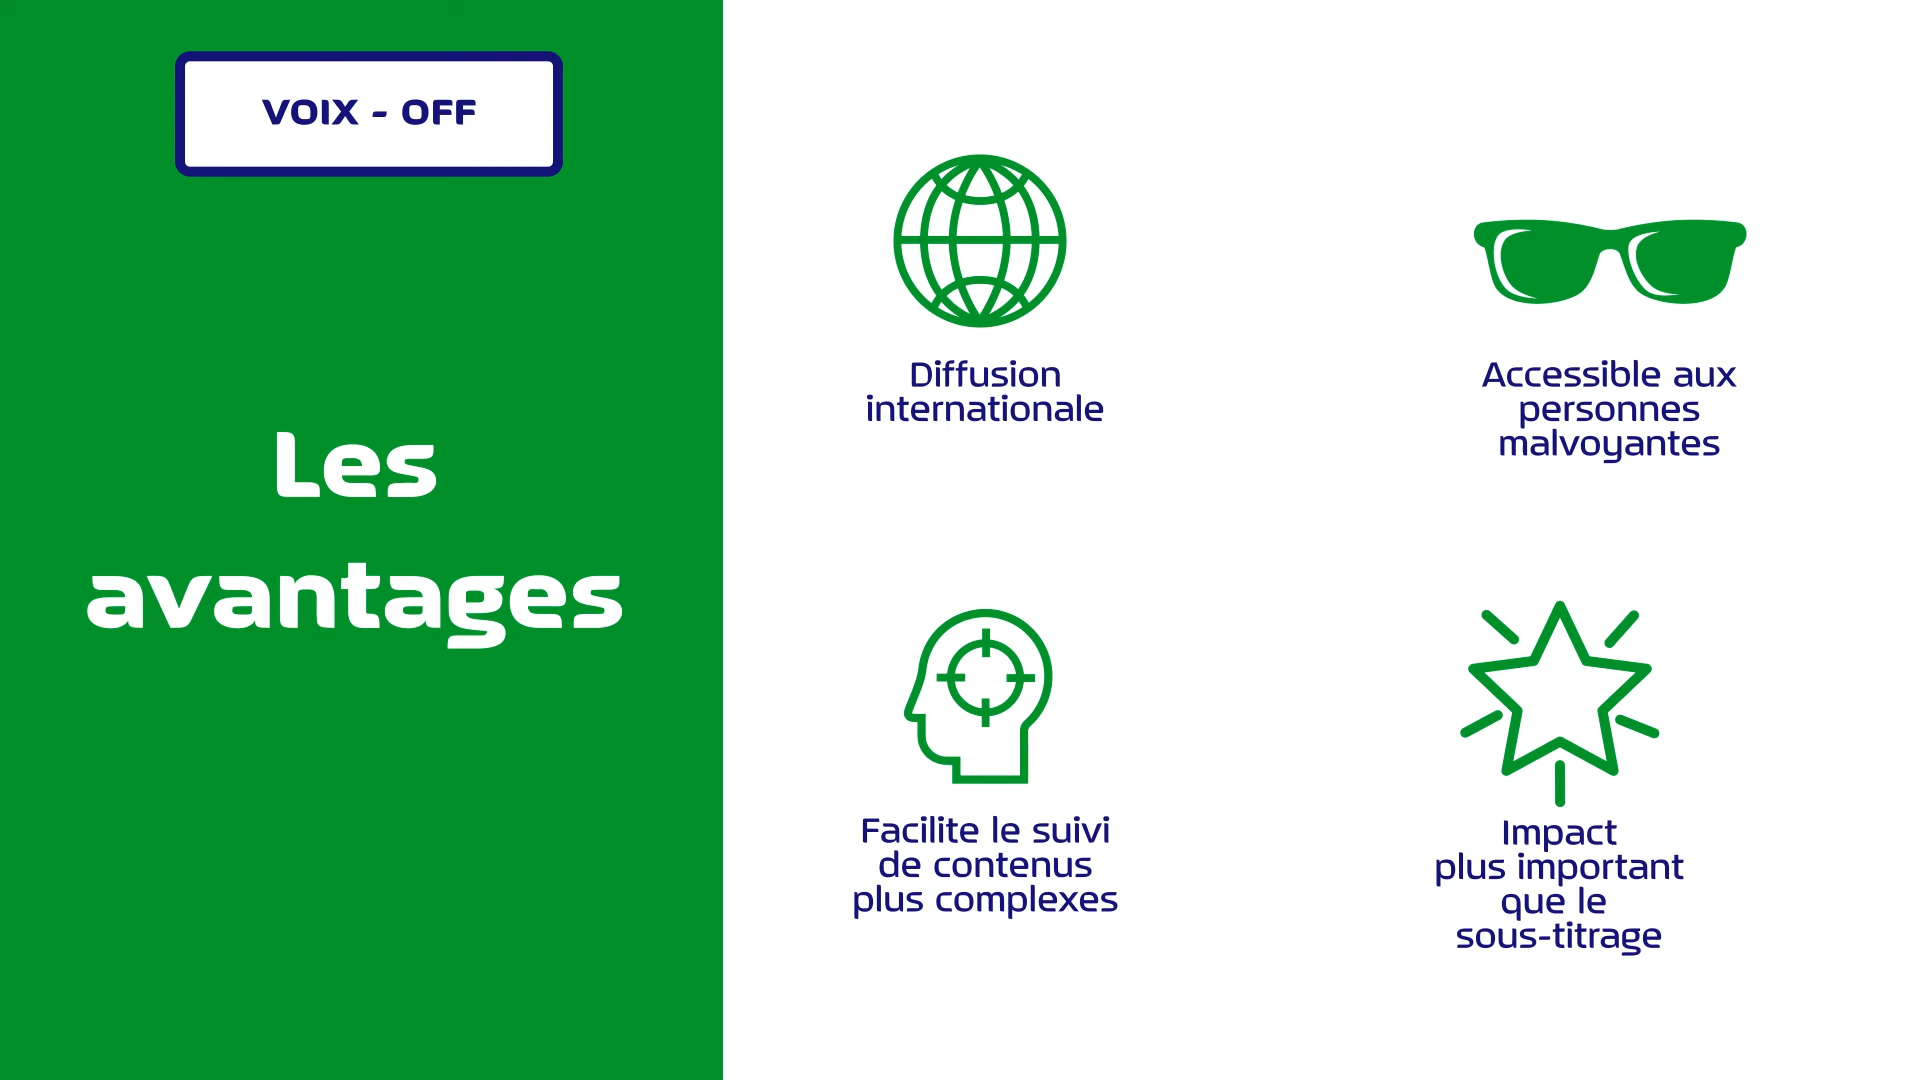 VOIX - OFF
Les
avantages
Diffusion
internationale
Accessible aux
personnes
malvoyantes
Facilite le suivi
de contenus
plus complexes
Impact
plus important
que le
sous-titrage